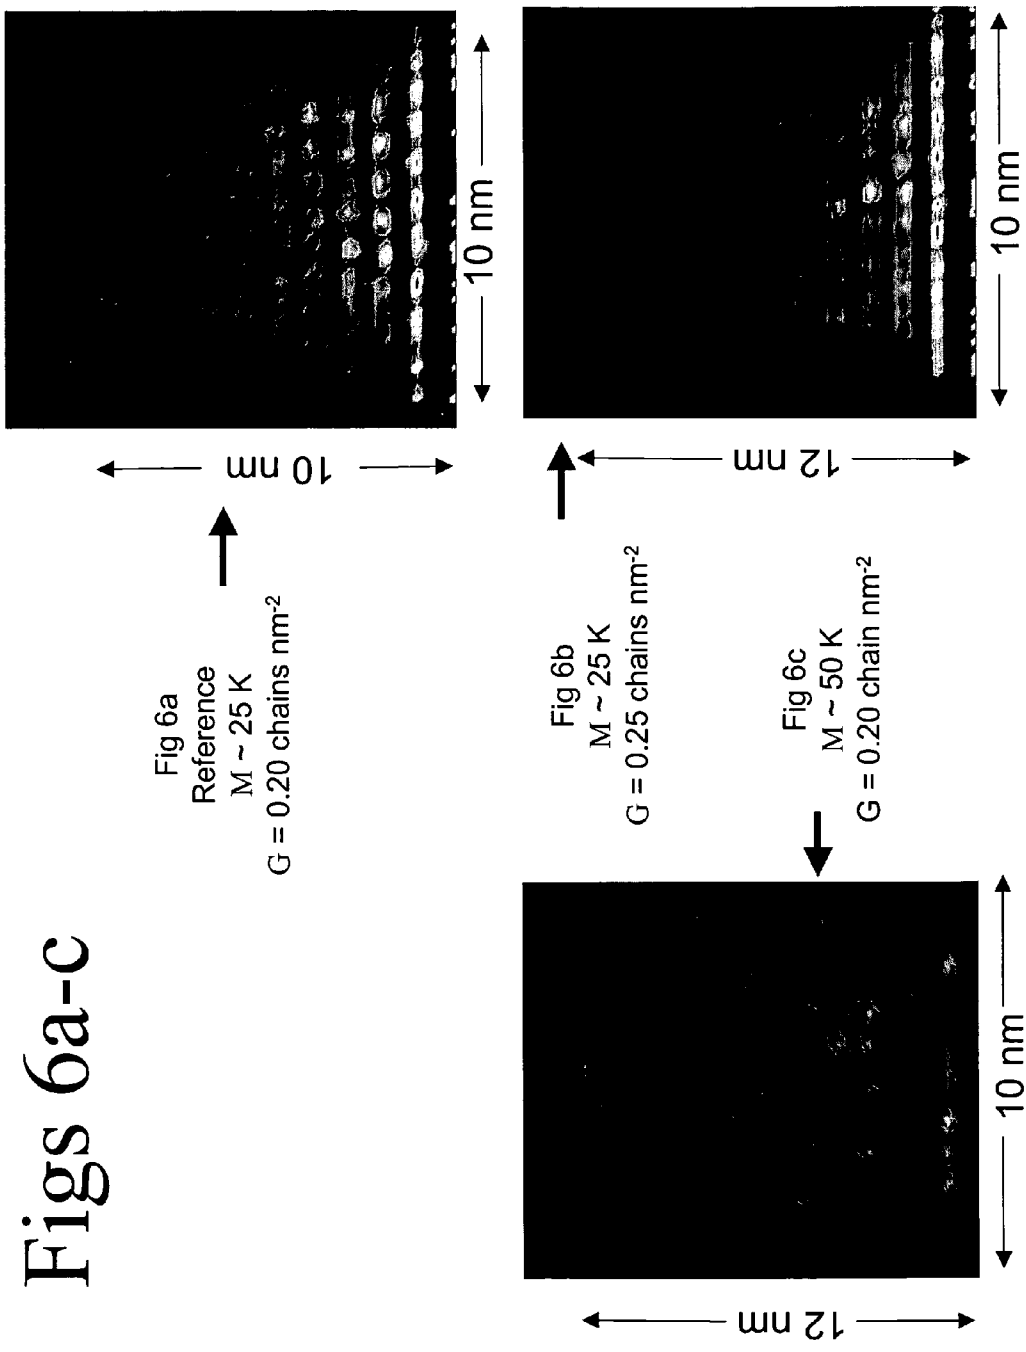 Figs 6a-c
Fig 6a
Reference
M ~ 25 K
G = 0.20 chains nm⁻²
10 nm
10 nm
Fig 6b
M ~ 25 K
G = 0.25 chains nm⁻²
12 nm
10 nm
Fig 6c
M ~ 50 K
G = 0.20 chain nm⁻²
12 nm
10 nm